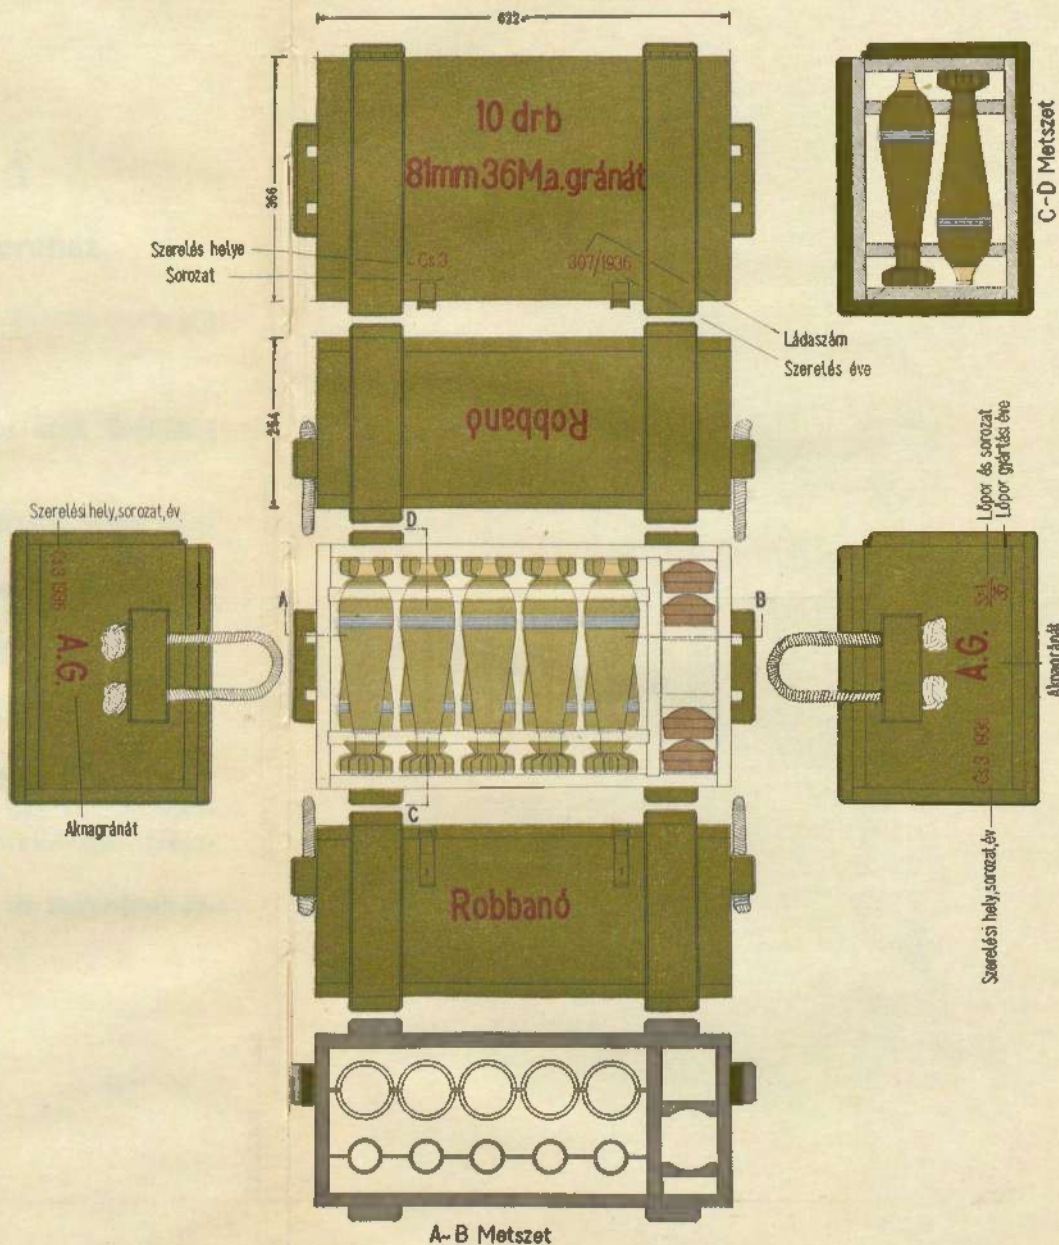 622
10 drb
81mm 36M.a.gránát
366
Szerelés helye
Sorozat
Cs.3
307/1936
C-D Metszet
Ládaszám
Szerelés éve
Robbanó
Lőpor és sorozat
Lőpor gyártási éve
Szerelési hely, sorozat, év
Cs.3 1936
A.G.
Aknagránát
D
A
B
C
A.G.
Cs.3 1936
Aknagránát
Szerelési hely, sorozat, év
Robbanó
A-B Metszet